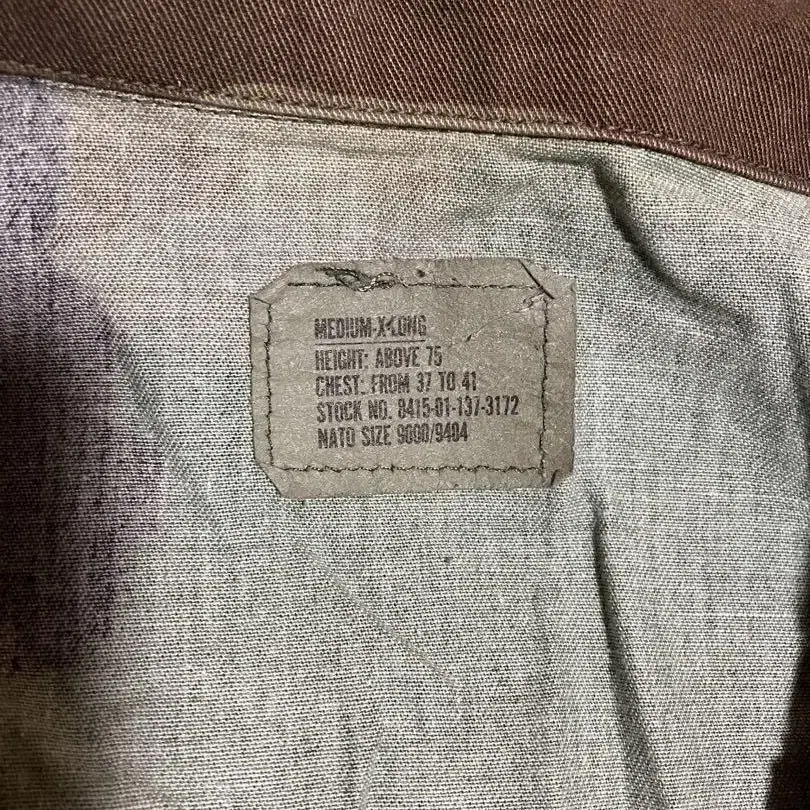 MEDIUM-X-LONG
HEIGHT: ABOVE 75
CHEST: FROM 37 TO 41
STOCK NO. 8415-01-137-3172
NATO SIZE 9000/9404